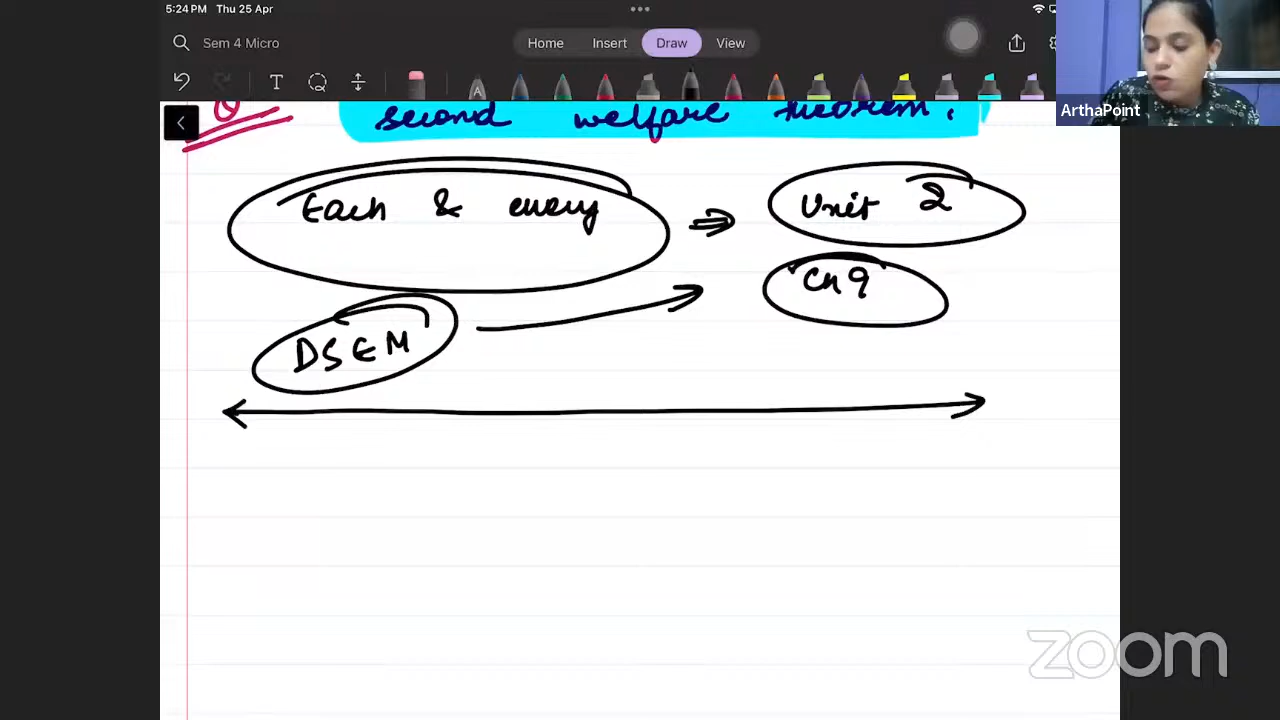 5:24 PM Thu 25 Apr
Sem 4 Micro
Home Insert Draw View
ArthaPoint
Q
second welfare theorem.
Each & every ⇒ Unit 2
Ch 9
DSEM
zoom